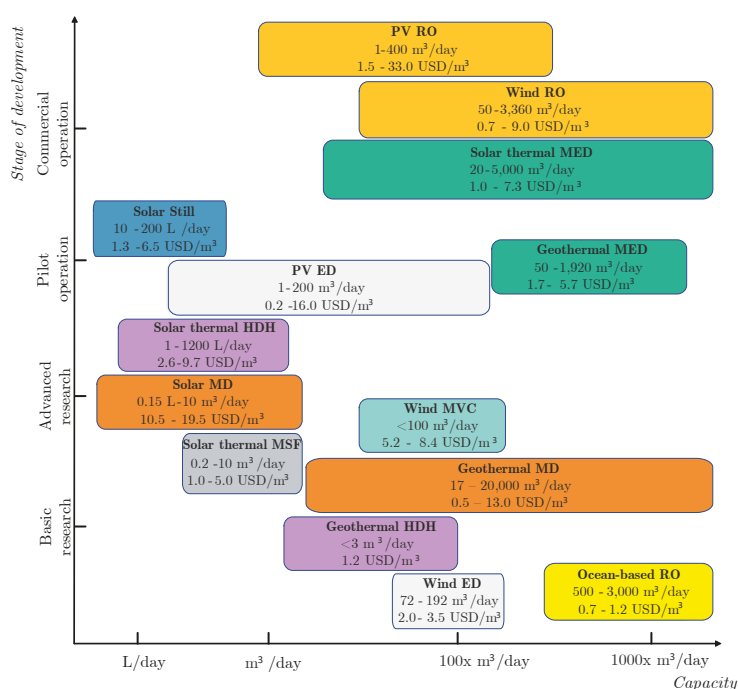 Stage of development
Commercial
operation
Pilot
operation
Advanced
research
Basic
research
PV RO
1-400 m³/day
1.5 - 33.0 USD/m³
Wind RO
50-3,360 m³/day
0.7 - 9.0 USD/m³
Solar thermal MED
20-5,000 m³/day
1.0 - 7.3 USD/m³
Solar Still
10 -200 L /day
1.3 -6.5 USD/m³
Geothermal MED
50 -1,920 m³/day
1.7- 5.7 USD/m³
PV ED
1-200 m³/day
0.2 -16.0 USD/m³
Solar thermal HDH
1 -1200 L/day
2.6-9.7 USD/m³
Solar MD
0.15 L-10 m³/day
10.5 - 19.5 USD/m³
Wind MVC
<100 m³/day
5.2 - 8.4 USD/m³
Solar thermal MSF
0.2 -10 m³ /day
1.0 -5.0 USD/m³
Geothermal MD
17 – 20,000 m³/day
0.5 – 13.0 USD/m³
Geothermal HDH
<3 m ³ /day
1.2 USD/m³
Wind ED
72 - 192 m³/day
2.0- 3.5 USD/m³
Ocean-based RO
500 - 3,000 m³/day
0.7 - 1.2 USD/m³
L/day
m³ /day
100x m³/day
1000x m³/day
Capacity